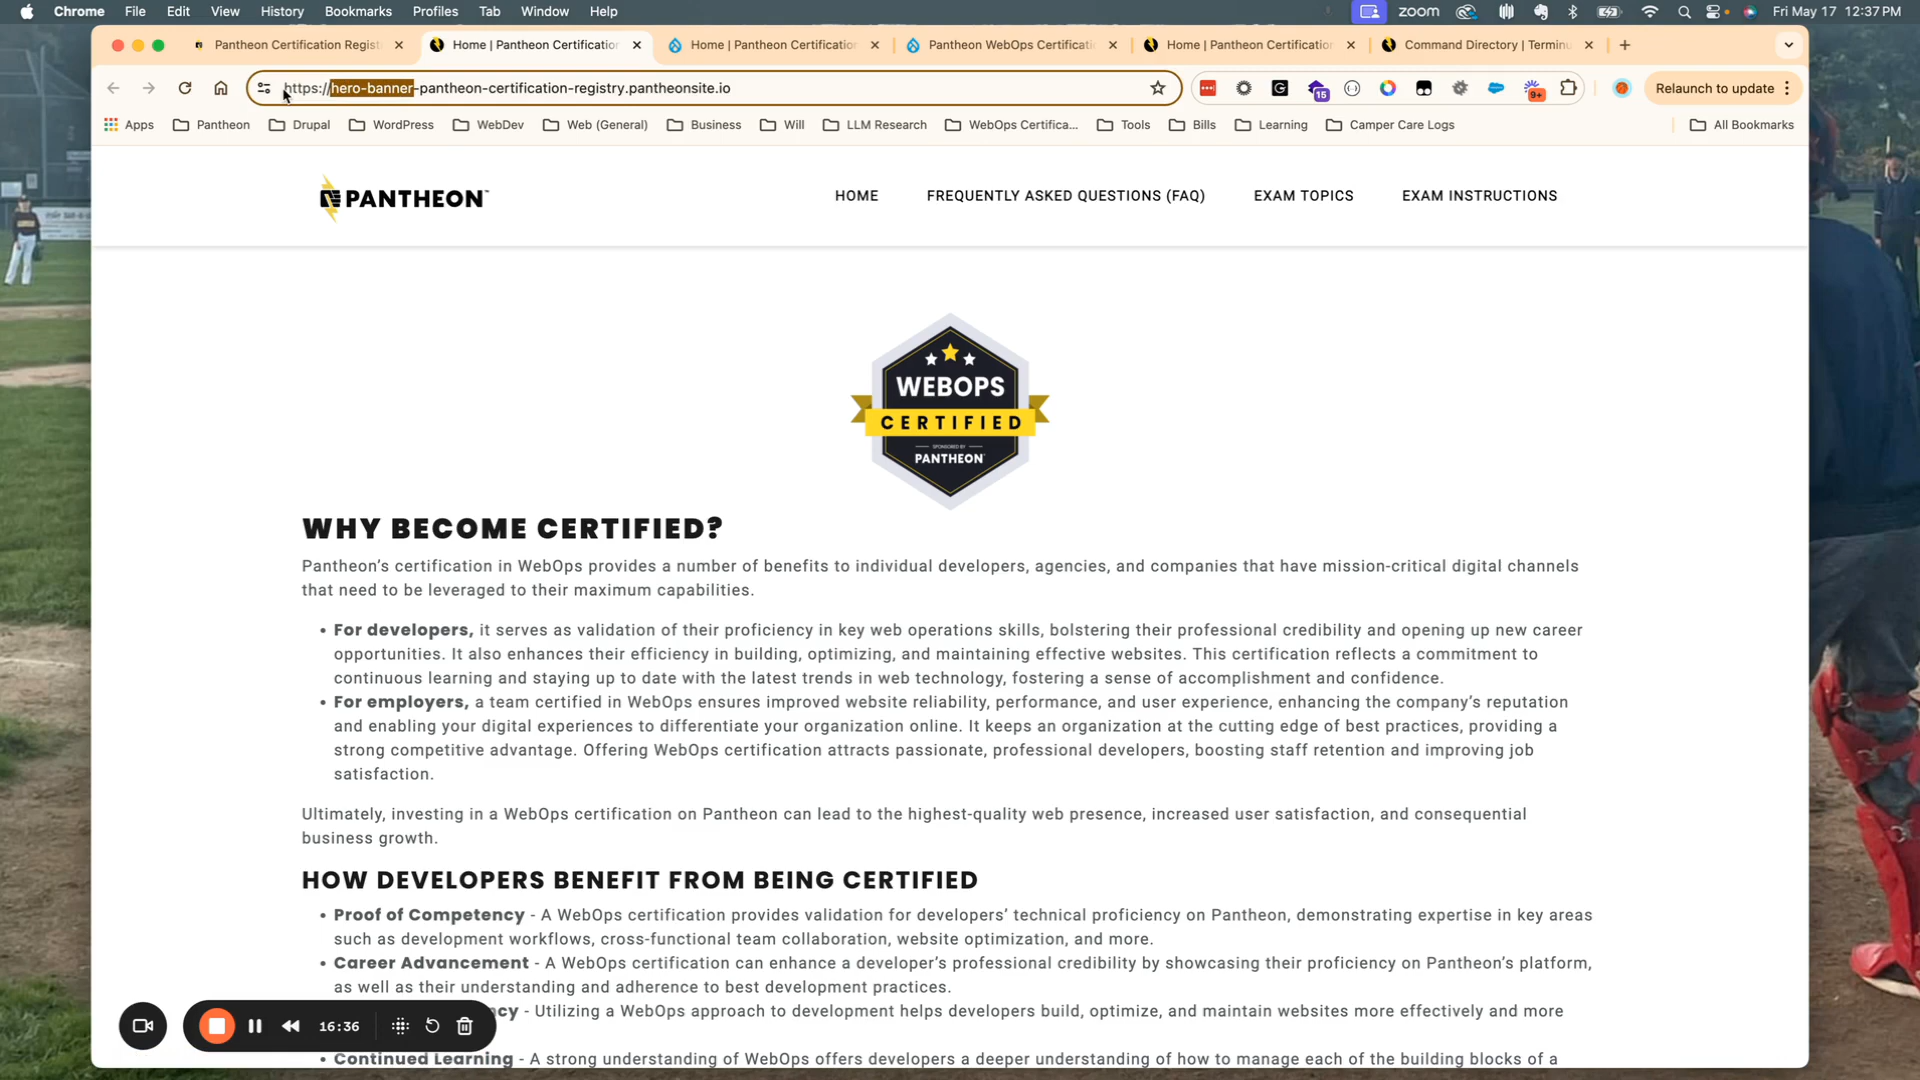 Chrome File Edit View History Bookmarks Profiles Tab Window Help zoom Fri May 17 12:37 PM
Pantheon Certification Regist Home | Pantheon Certification Home | Pantheon Certification Pantheon WebOps Certificati Home | Pantheon Certification Command Directory | Terminu
https://hero-banner-pantheon-certification-registry.pantheonsite.io 15 9+ Relaunch to update
Apps Pantheon Drupal WordPress WebDev Web (General) Business Will LLM Research WebOps Certifica... Tools Bills Learning Camper Care Logs All Bookmarks
PANTHEON HOME FREQUENTLY ASKED QUESTIONS (FAQ) EXAM TOPICS EXAM INSTRUCTIONS
WEBOPS
CERTIFIED
SPONSORED BY
PANTHEON
WHY BECOME CERTIFIED?
Pantheon's certification in WebOps provides a number of benefits to individual developers, agencies, and companies that have mission-critical digital channels
that need to be leveraged to their maximum capabilities.
• For developers, it serves as validation of their proficiency in key web operations skills, bolstering their professional credibility and opening up new career
opportunities. It also enhances their efficiency in building, optimizing, and maintaining effective websites. This certification reflects a commitment to
continuous learning and staying up to date with the latest trends in web technology, fostering a sense of accomplishment and confidence.
• For employers, a team certified in WebOps ensures improved website reliability, performance, and user experience, enhancing the company's reputation
and enabling your digital experiences to differentiate your organization online. It keeps an organization at the cutting edge of best practices, providing a
strong competitive advantage. Offering WebOps certification attracts passionate, professional developers, boosting staff retention and improving job
satisfaction.
Ultimately, investing in a WebOps certification on Pantheon can lead to the highest-quality web presence, increased user satisfaction, and consequential
business growth.
HOW DEVELOPERS BENEFIT FROM BEING CERTIFIED
• Proof of Competency - A WebOps certification provides validation for developers' technical proficiency on Pantheon, demonstrating expertise in key areas
such as development workflows, cross-functional team collaboration, website optimization, and more.
• Career Advancement - A WebOps certification can enhance a developer's professional credibility by showcasing their proficiency on Pantheon's platform,
as well as their understanding and adherence to best development practices.
cy - Utilizing a WebOps approach to development helps developers build, optimize, and maintain websites more effectively and more
16:36
• Continued Learning - A strong understanding of WebOps offers developers a deeper understanding of how to manage each of the building blocks of a